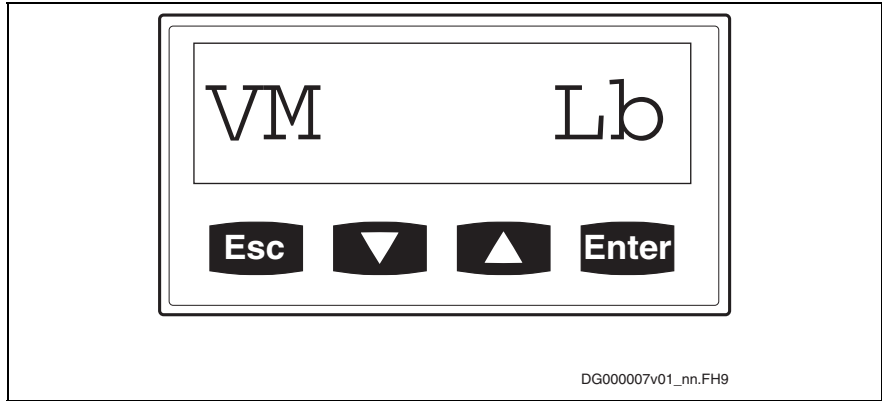 VM Lb
Esc ▼ ▲ Enter
DG000007v01_nn.FH9